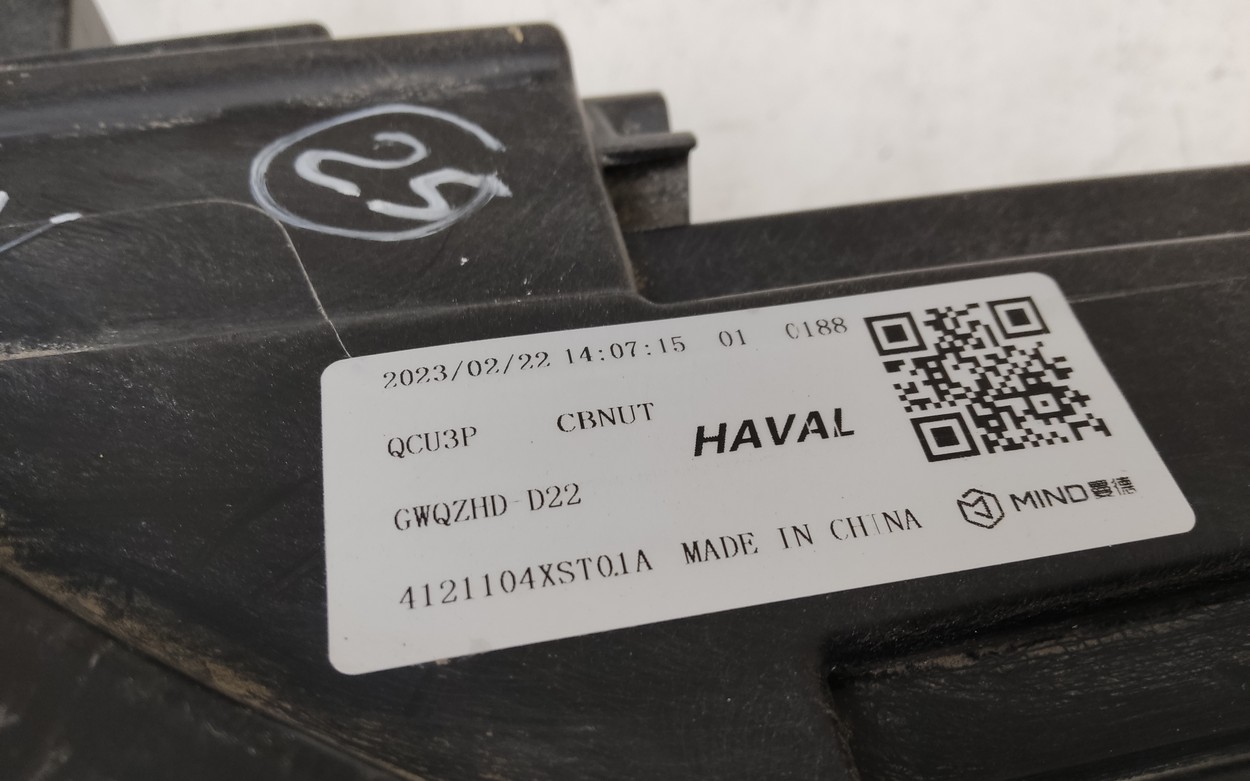 25
2023/02/22 14:07:15 01 0188
QCU3P CBNUT HAVAL
GWQZHD-D22
4121104XST01A MADE IN CHINA
MIND曼德